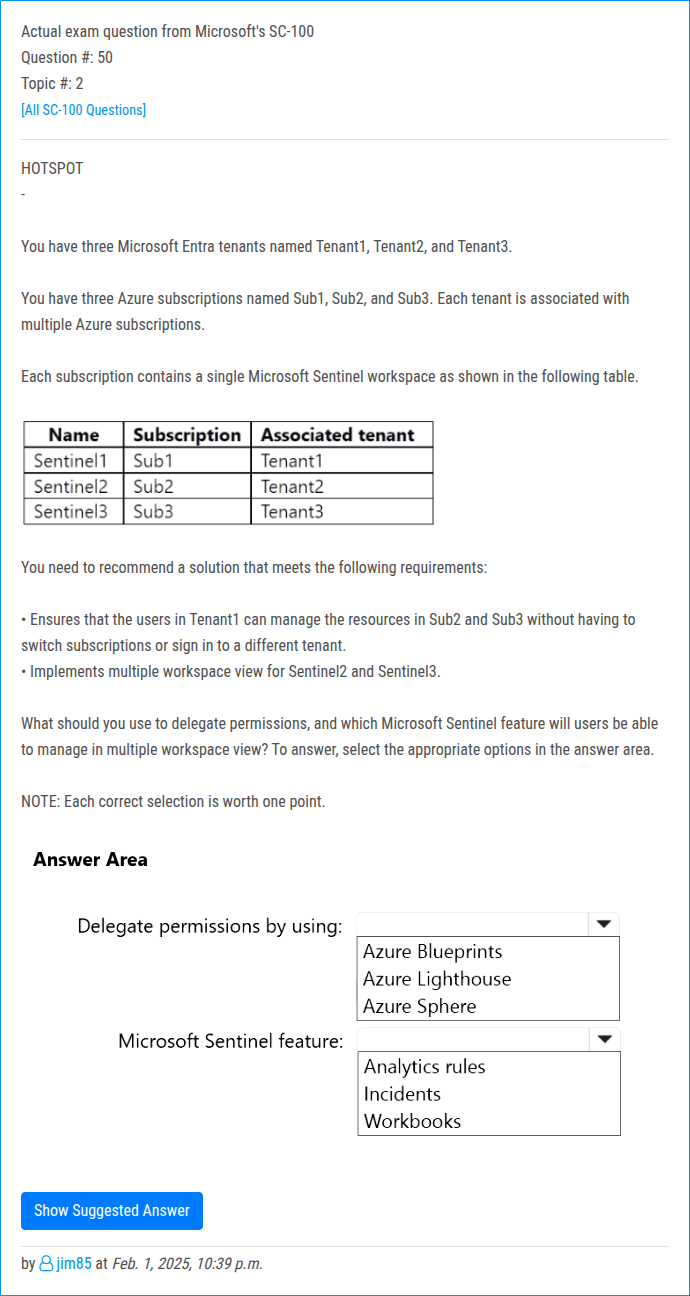 Actual exam question from Microsoft's SC-100
Question #: 50
Topic #: 2
[All SC-100 Questions]
HOTSPOT
-
You have three Microsoft Entra tenants named Tenant1, Tenant2, and Tenant3.
You have three Azure subscriptions named Sub1, Sub2, and Sub3. Each tenant is associated with
multiple Azure subscriptions.
Each subscription contains a single Microsoft Sentinel workspace as shown in the following table.
Name Subscription Associated tenant
Sentinel1 Sub1 Tenant1
Sentinel2 Sub2 Tenant2
Sentinel3 Sub3 Tenant3
You need to recommend a solution that meets the following requirements:
• Ensures that the users in Tenant1 can manage the resources in Sub2 and Sub3 without having to
switch subscriptions or sign in to a different tenant.
• Implements multiple workspace view for Sentinel2 and Sentinel3.
What should you use to delegate permissions, and which Microsoft Sentinel feature will users be able
to manage in multiple workspace view? To answer, select the appropriate options in the answer area.
NOTE: Each correct selection is worth one point.
Answer Area
Delegate permissions by using:
Azure Blueprints
Azure Lighthouse
Azure Sphere
Microsoft Sentinel feature:
Analytics rules
Incidents
Workbooks
Show Suggested Answer
by jim85 at Feb. 1, 2025, 10:39 p.m.